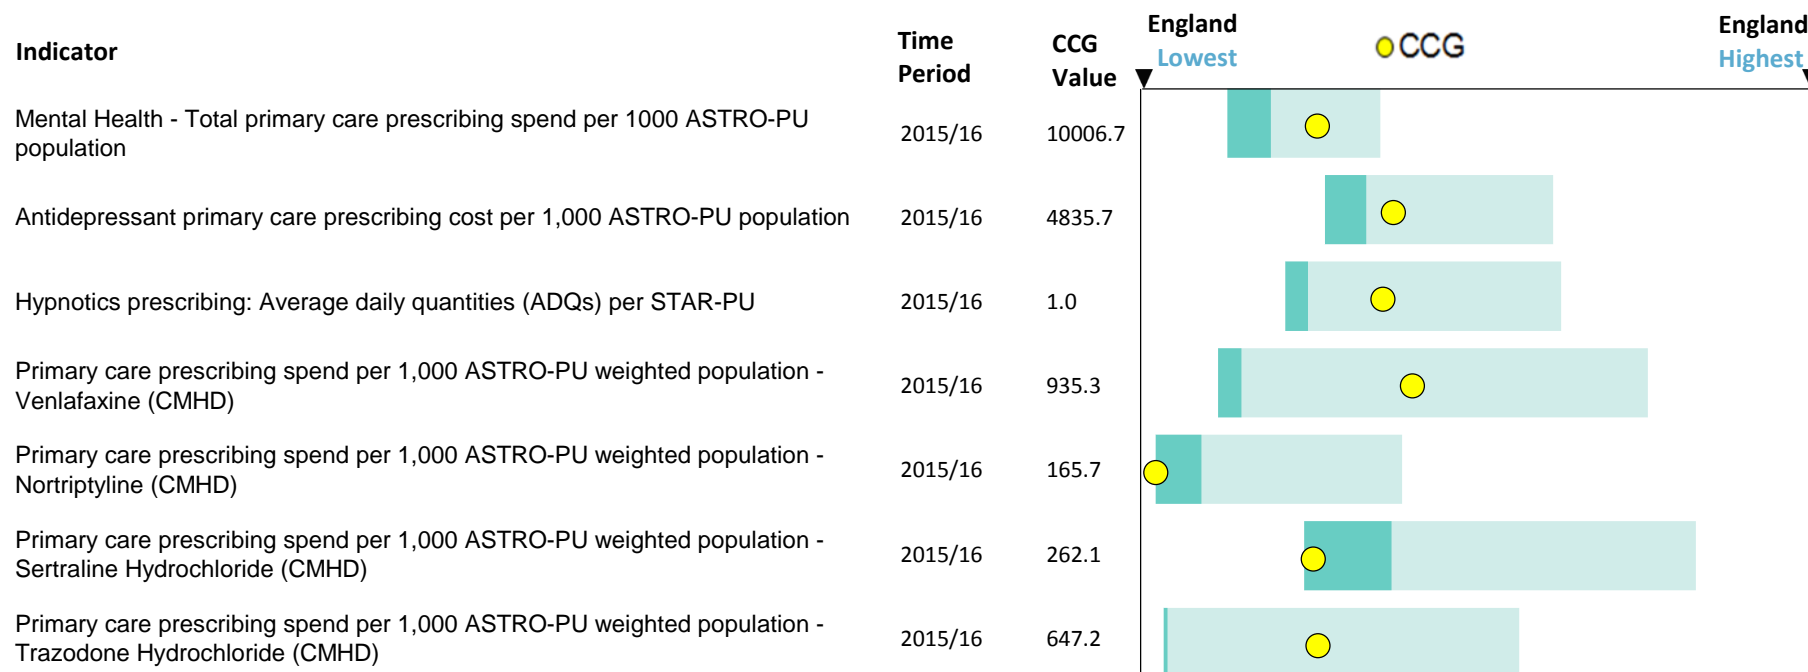 Indicator
Time
Period
CCG
Value
England
Lowest
CCG
England
Highest
Mental Health - Total primary care prescribing spend per 1000 ASTRO-PU
population
2015/16
10006.7
Antidepressant primary care prescribing cost per 1,000 ASTRO-PU population
2015/16
4835.7
Hypnotics prescribing: Average daily quantities (ADQs) per STAR-PU
2015/16
1.0
Primary care prescribing spend per 1,000 ASTRO-PU weighted population -
Venlafaxine (CMHD)
2015/16
935.3
Primary care prescribing spend per 1,000 ASTRO-PU weighted population -
Nortriptyline (CMHD)
2015/16
165.7
Primary care prescribing spend per 1,000 ASTRO-PU weighted population -
Sertraline Hydrochloride (CMHD)
2015/16
262.1
Primary care prescribing spend per 1,000 ASTRO-PU weighted population -
Trazodone Hydrochloride (CMHD)
2015/16
647.2